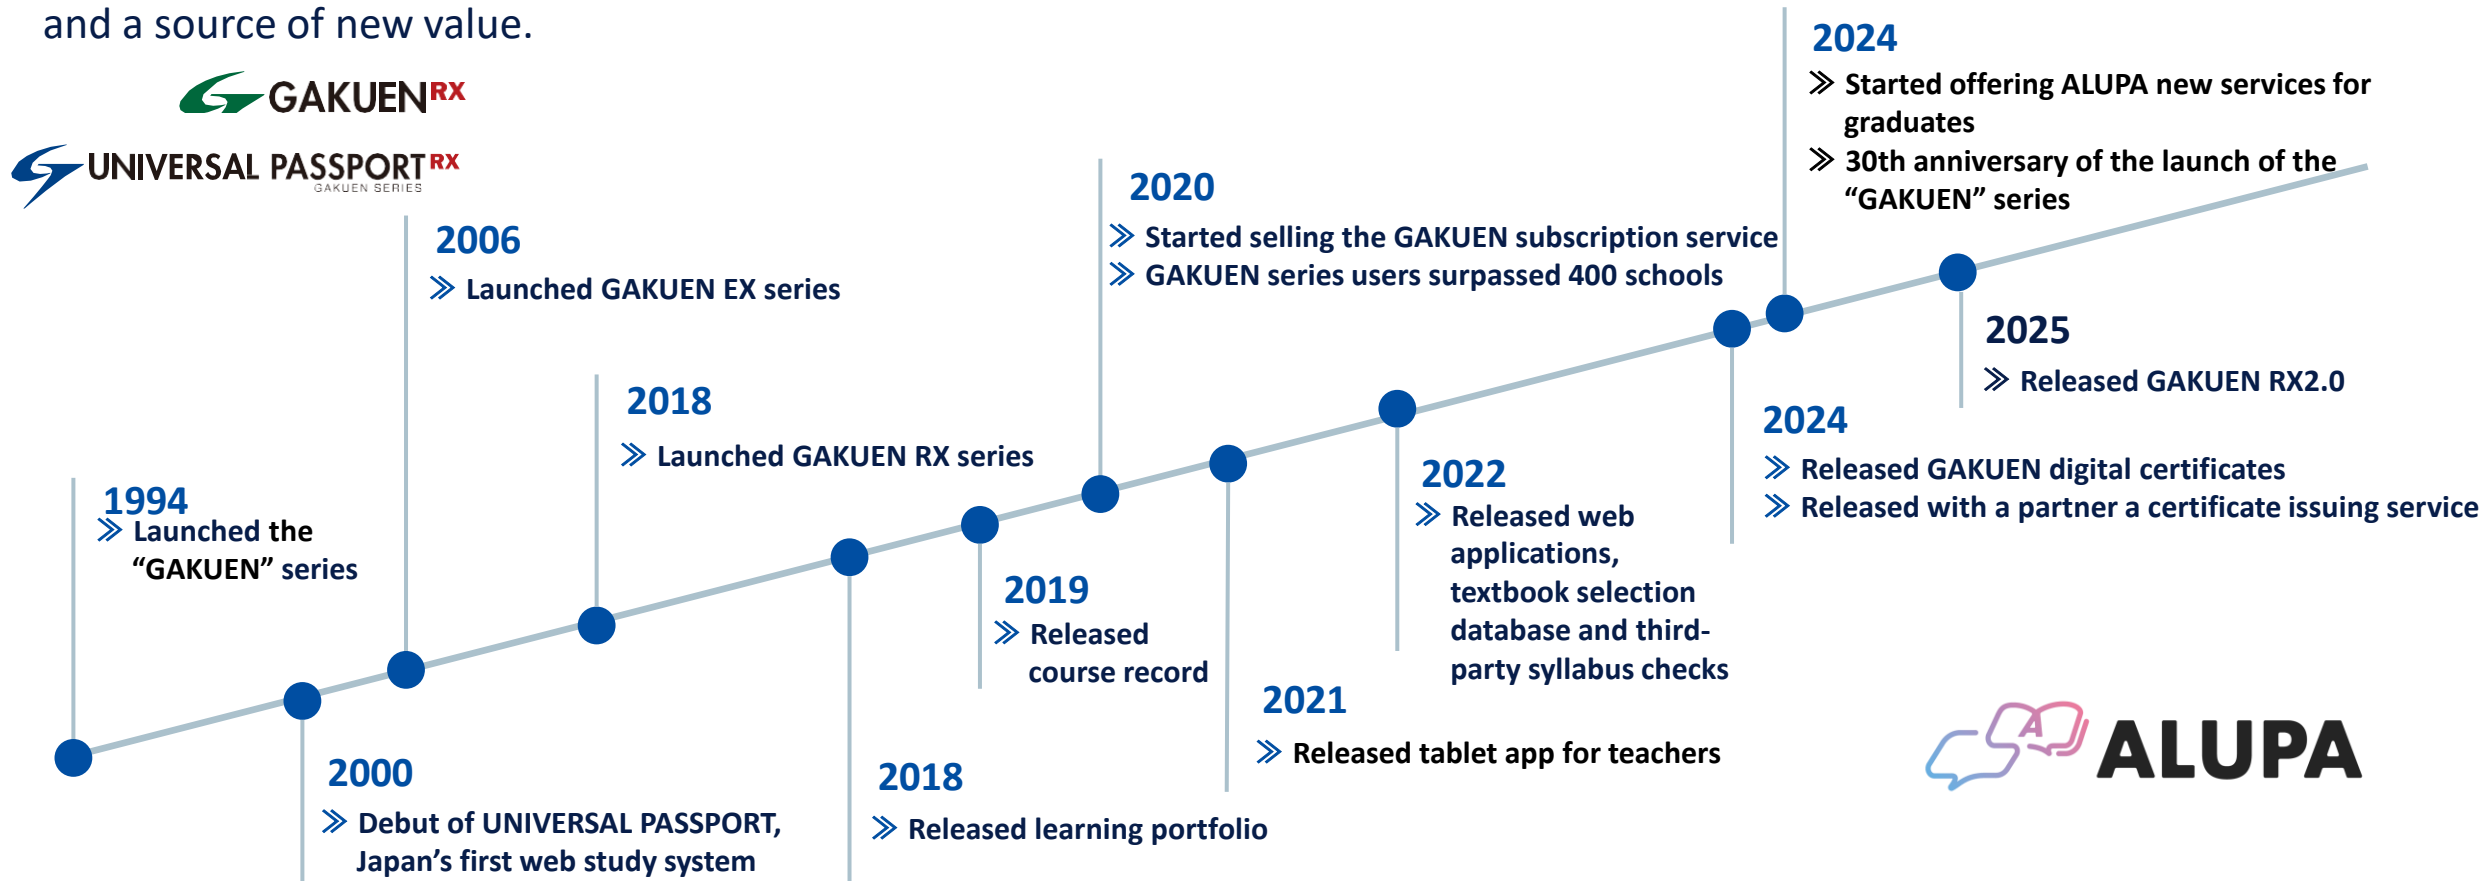 and a source of new value.
GAKUEN RX
UNIVERSAL PASSPORT RX
GAKUEN SERIES
1994
Launched the
“GAKUEN” series
2000
Debut of UNIVERSAL PASSPORT,
Japan’s first web study system
2006
Launched GAKUEN EX series
2018
Launched GAKUEN RX series
2018
Released learning portfolio
2019
Released
course record
2020
Started selling the GAKUEN subscription service
GAKUEN series users surpassed 400 schools
2021
Released tablet app for teachers
2022
Released web
applications,
textbook selection
database and third-
party syllabus checks
2024
Released GAKUEN digital certificates
Released with a partner a certificate issuing service
2024
Started offering ALUPA new services for
graduates
30th anniversary of the launch of the
“GAKUEN” series
2025
Released GAKUEN RX2.0
A
ALUPA